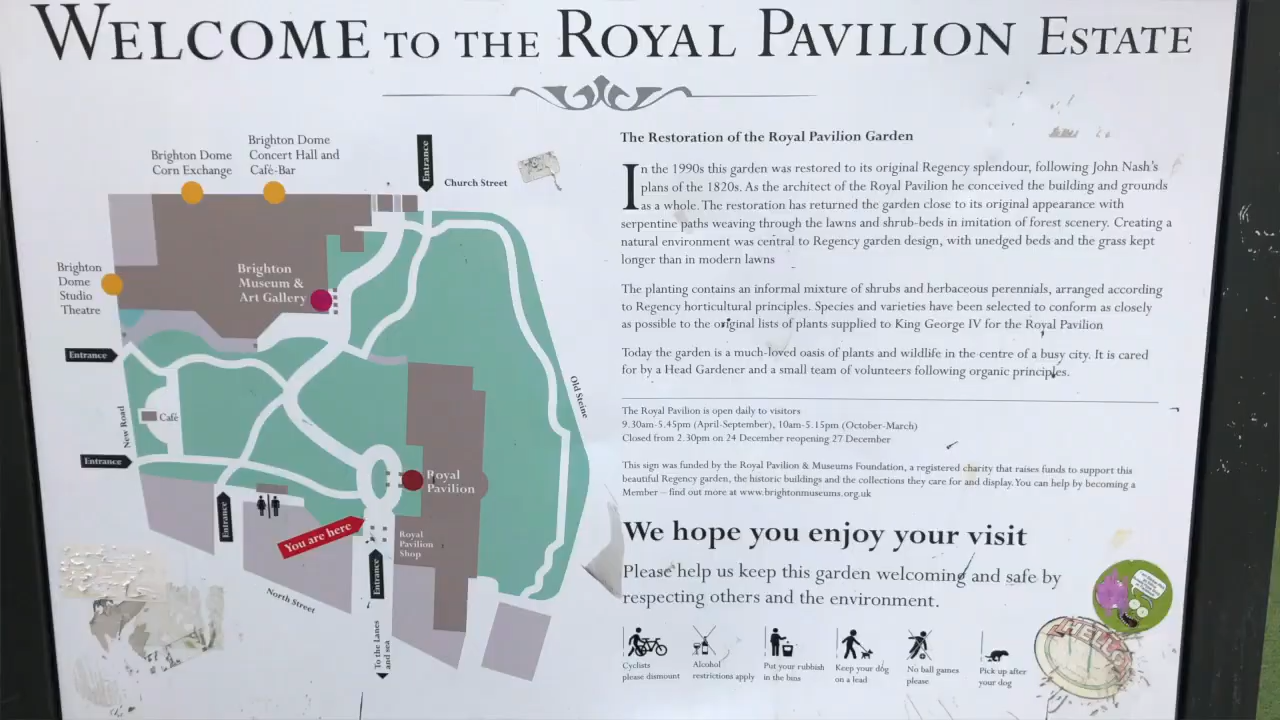 WELCOME TO THE ROYAL PAVILION ESTATE
Brighton Dome
Corn Exchange
Brighton Dome
Concert Hall and
Café-Bar
Entrance
Church Street
Brighton
Dome
Studio
Theatre
Brighton
Museum &
Art Gallery
Entrance
New Road
Café
Entrance
Old Steine
Royal
Pavilion
Entrance
You are here
Royal
Pavilion
Shop
Entrance
North Street
To the Lanes
and sea
The Restoration of the Royal Pavilion Garden
In the 1990s this garden was restored to its original Regency splendour, following John Nash's
plans of the 1820s. As the architect of the Royal Pavilion he conceived the building and grounds
as a whole. The restoration has returned the garden close to its original appearance with
serpentine paths weaving through the lawns and shrub-beds in imitation of forest scenery. Creating a
natural environment was central to Regency garden design, with unedged beds and the grass kept
longer than in modern lawns
The planting contains an informal mixture of shrubs and herbaceous perennials, arranged according
to Regency horticultural principles. Species and varieties have been selected to conform as closely
as possible to the original lists of plants supplied to King George IV for the Royal Pavilion
Today the garden is a much-loved oasis of plants and wildlife in the centre of a busy city. It is cared
for by a Head Gardener and a small team of volunteers following organic principles.
The Royal Pavilion is open daily to visitors
9.30am-5.45pm (April-September), 10am-5.15pm (October-March)
Closed from 2.30pm on 24 December reopening 27 December
This sign was funded by the Royal Pavilion & Museums Foundation, a registered charity that raises funds to support this
beautiful Regency garden, the historic buildings and the collections they care for and display. You can help by becoming a
Member – find out more at www.brightonmuseums.org.uk
We hope you enjoy your visit
Please help us keep this garden welcoming and safe by
respecting others and the environment.
Cyclists
please dismount
Alcohol
restrictions apply
Put your rubbish
in the bins
Keep your dog
on a lead
No ball games
please
Pick up after
your dog
HELP